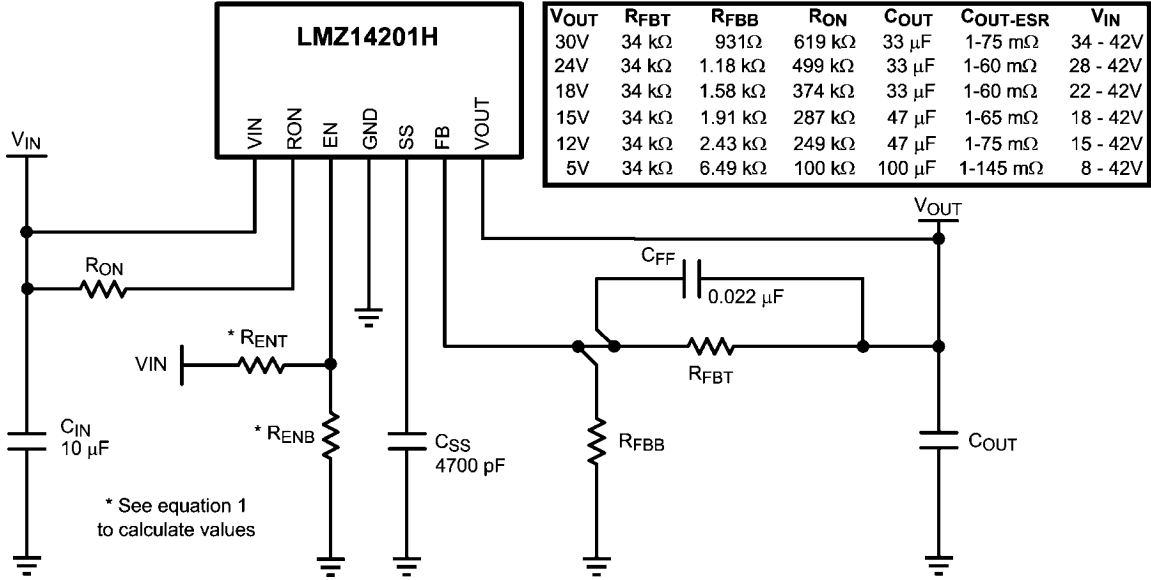 LMZ14201H
VIN RON EN GND SS FB VOUT
VOUT RFBT RFBB RON COUT COUT-ESR VIN
30V 34 kΩ 931Ω 619 kΩ 33 μF 1-75 mΩ 34 - 42V
24V 34 kΩ 1.18 kΩ 499 kΩ 33 μF 1-60 mΩ 28 - 42V
18V 34 kΩ 1.58 kΩ 374 kΩ 33 μF 1-60 mΩ 22 - 42V
15V 34 kΩ 1.91 kΩ 287 kΩ 47 μF 1-65 mΩ 18 - 42V
12V 34 kΩ 2.43 kΩ 249 kΩ 47 μF 1-75 mΩ 15 - 42V
5V 34 kΩ 6.49 kΩ 100 kΩ 100 μF 1-145 mΩ 8 - 42V
VIN
VOUT
RON
CFF
0.022 μF
* RENT
VIN
RFBT
* RENB
CIN
10 μF
CSS
4700 pF
RFBB
COUT
* See equation 1
to calculate values